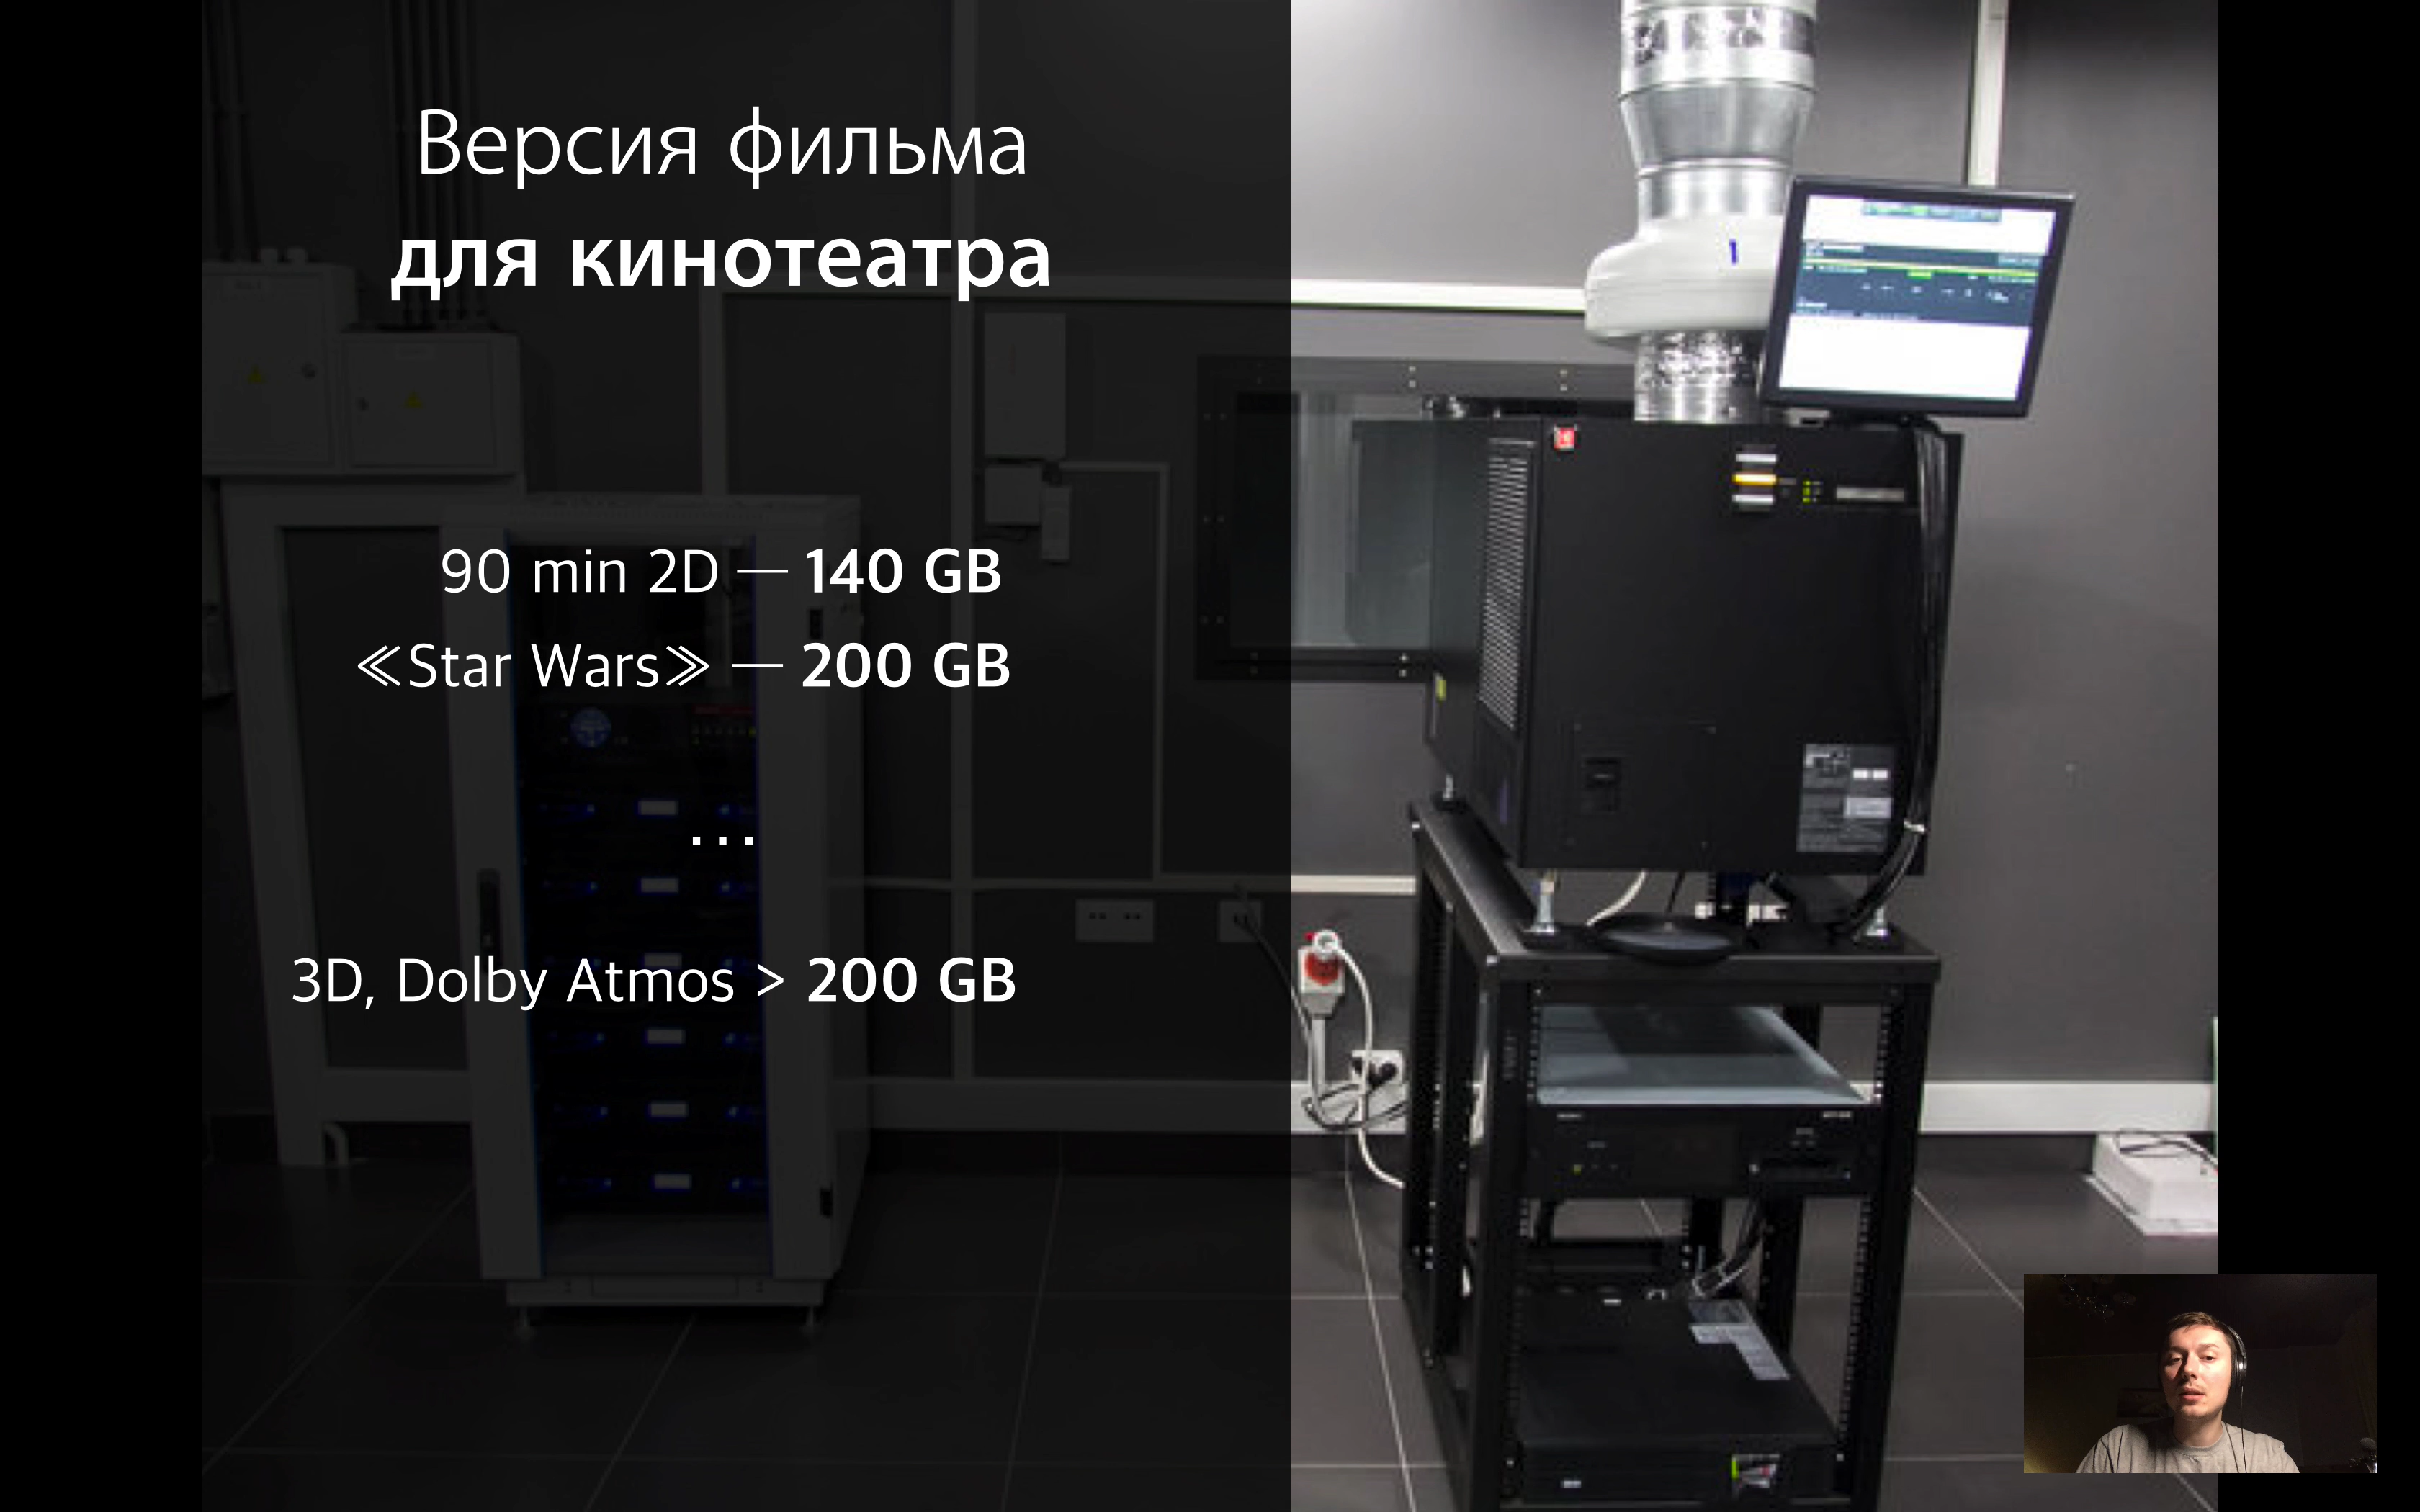 Версия фильма
для кинотеатра
90 min 2D — 140 GB
≪Star Wars≫ — 200 GB
...
3D, Dolby Atmos > 200 GB